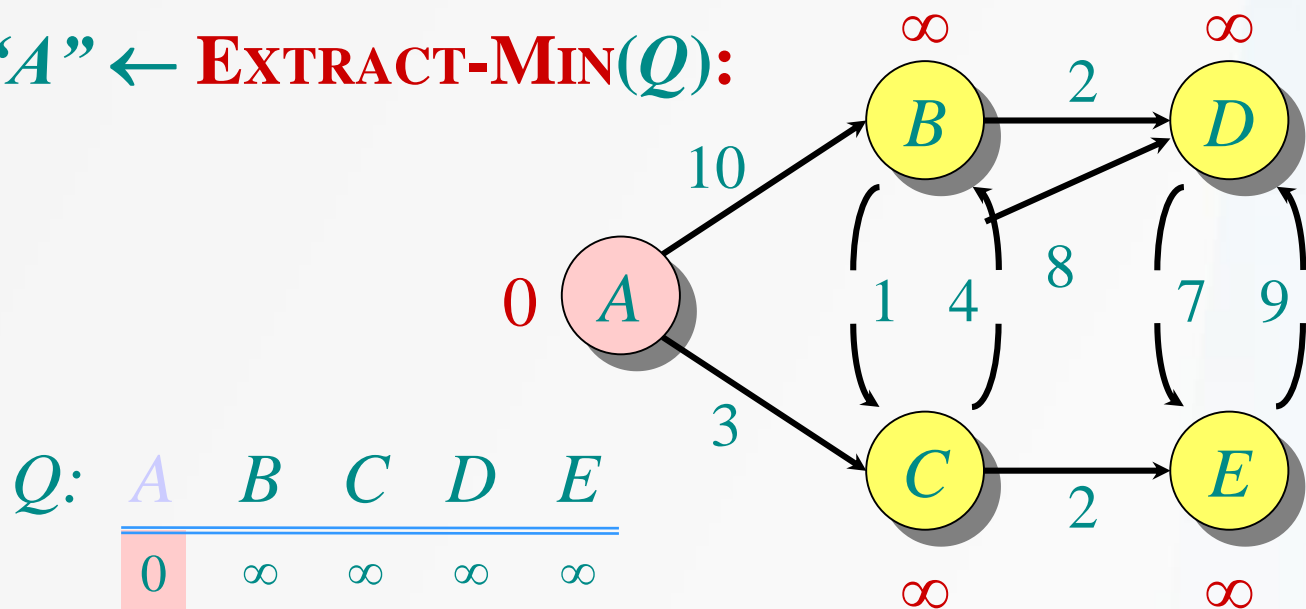 ∞ ∞
“A” ← EXTRACT-MIN(Q):
B 2 D
10
8
0 A 1 4 7 9
3
Q: A B C D E
C 2 E
0 ∞ ∞ ∞ ∞
∞ ∞